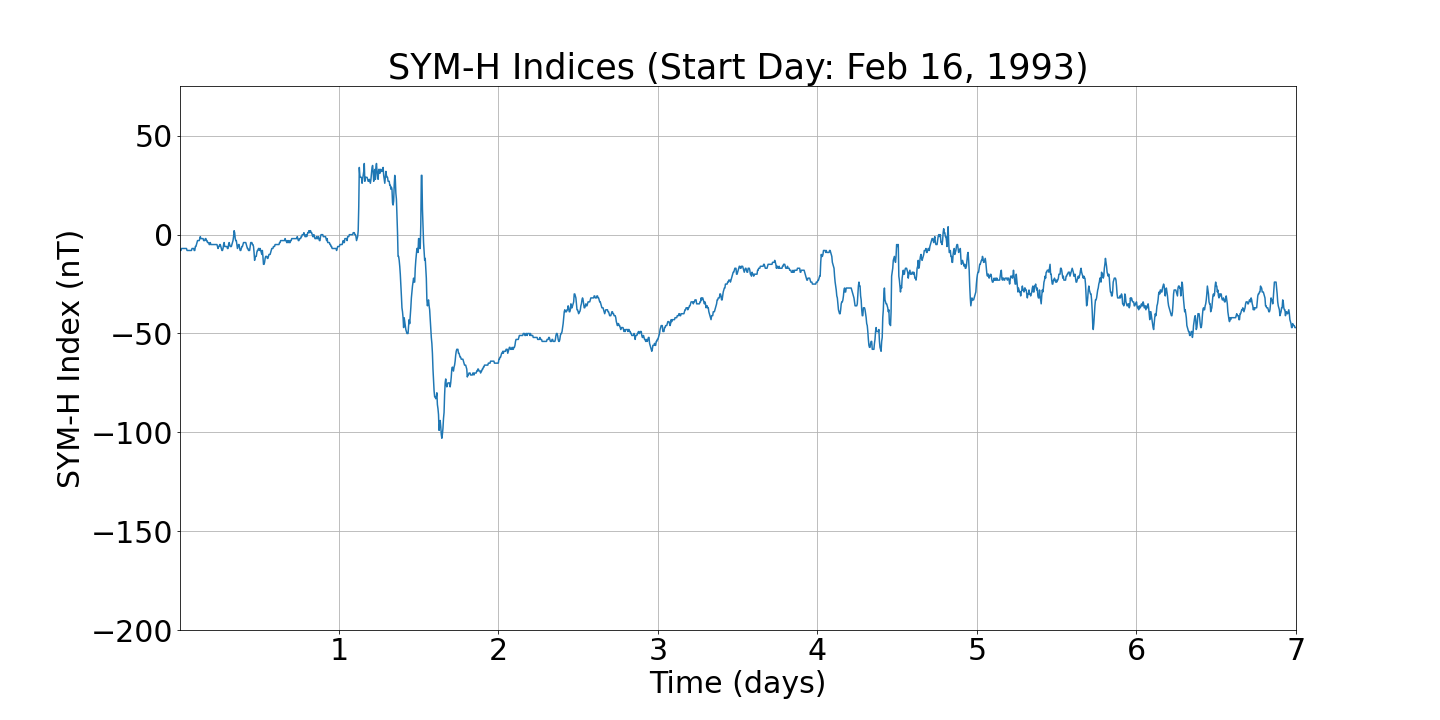 SYM-H Indices (Start Day: Feb 16, 1993)
50
0
−50
−100
−150
−200
SYM-H Index (nT)
1 2 3 4 5 6 7
Time (days)